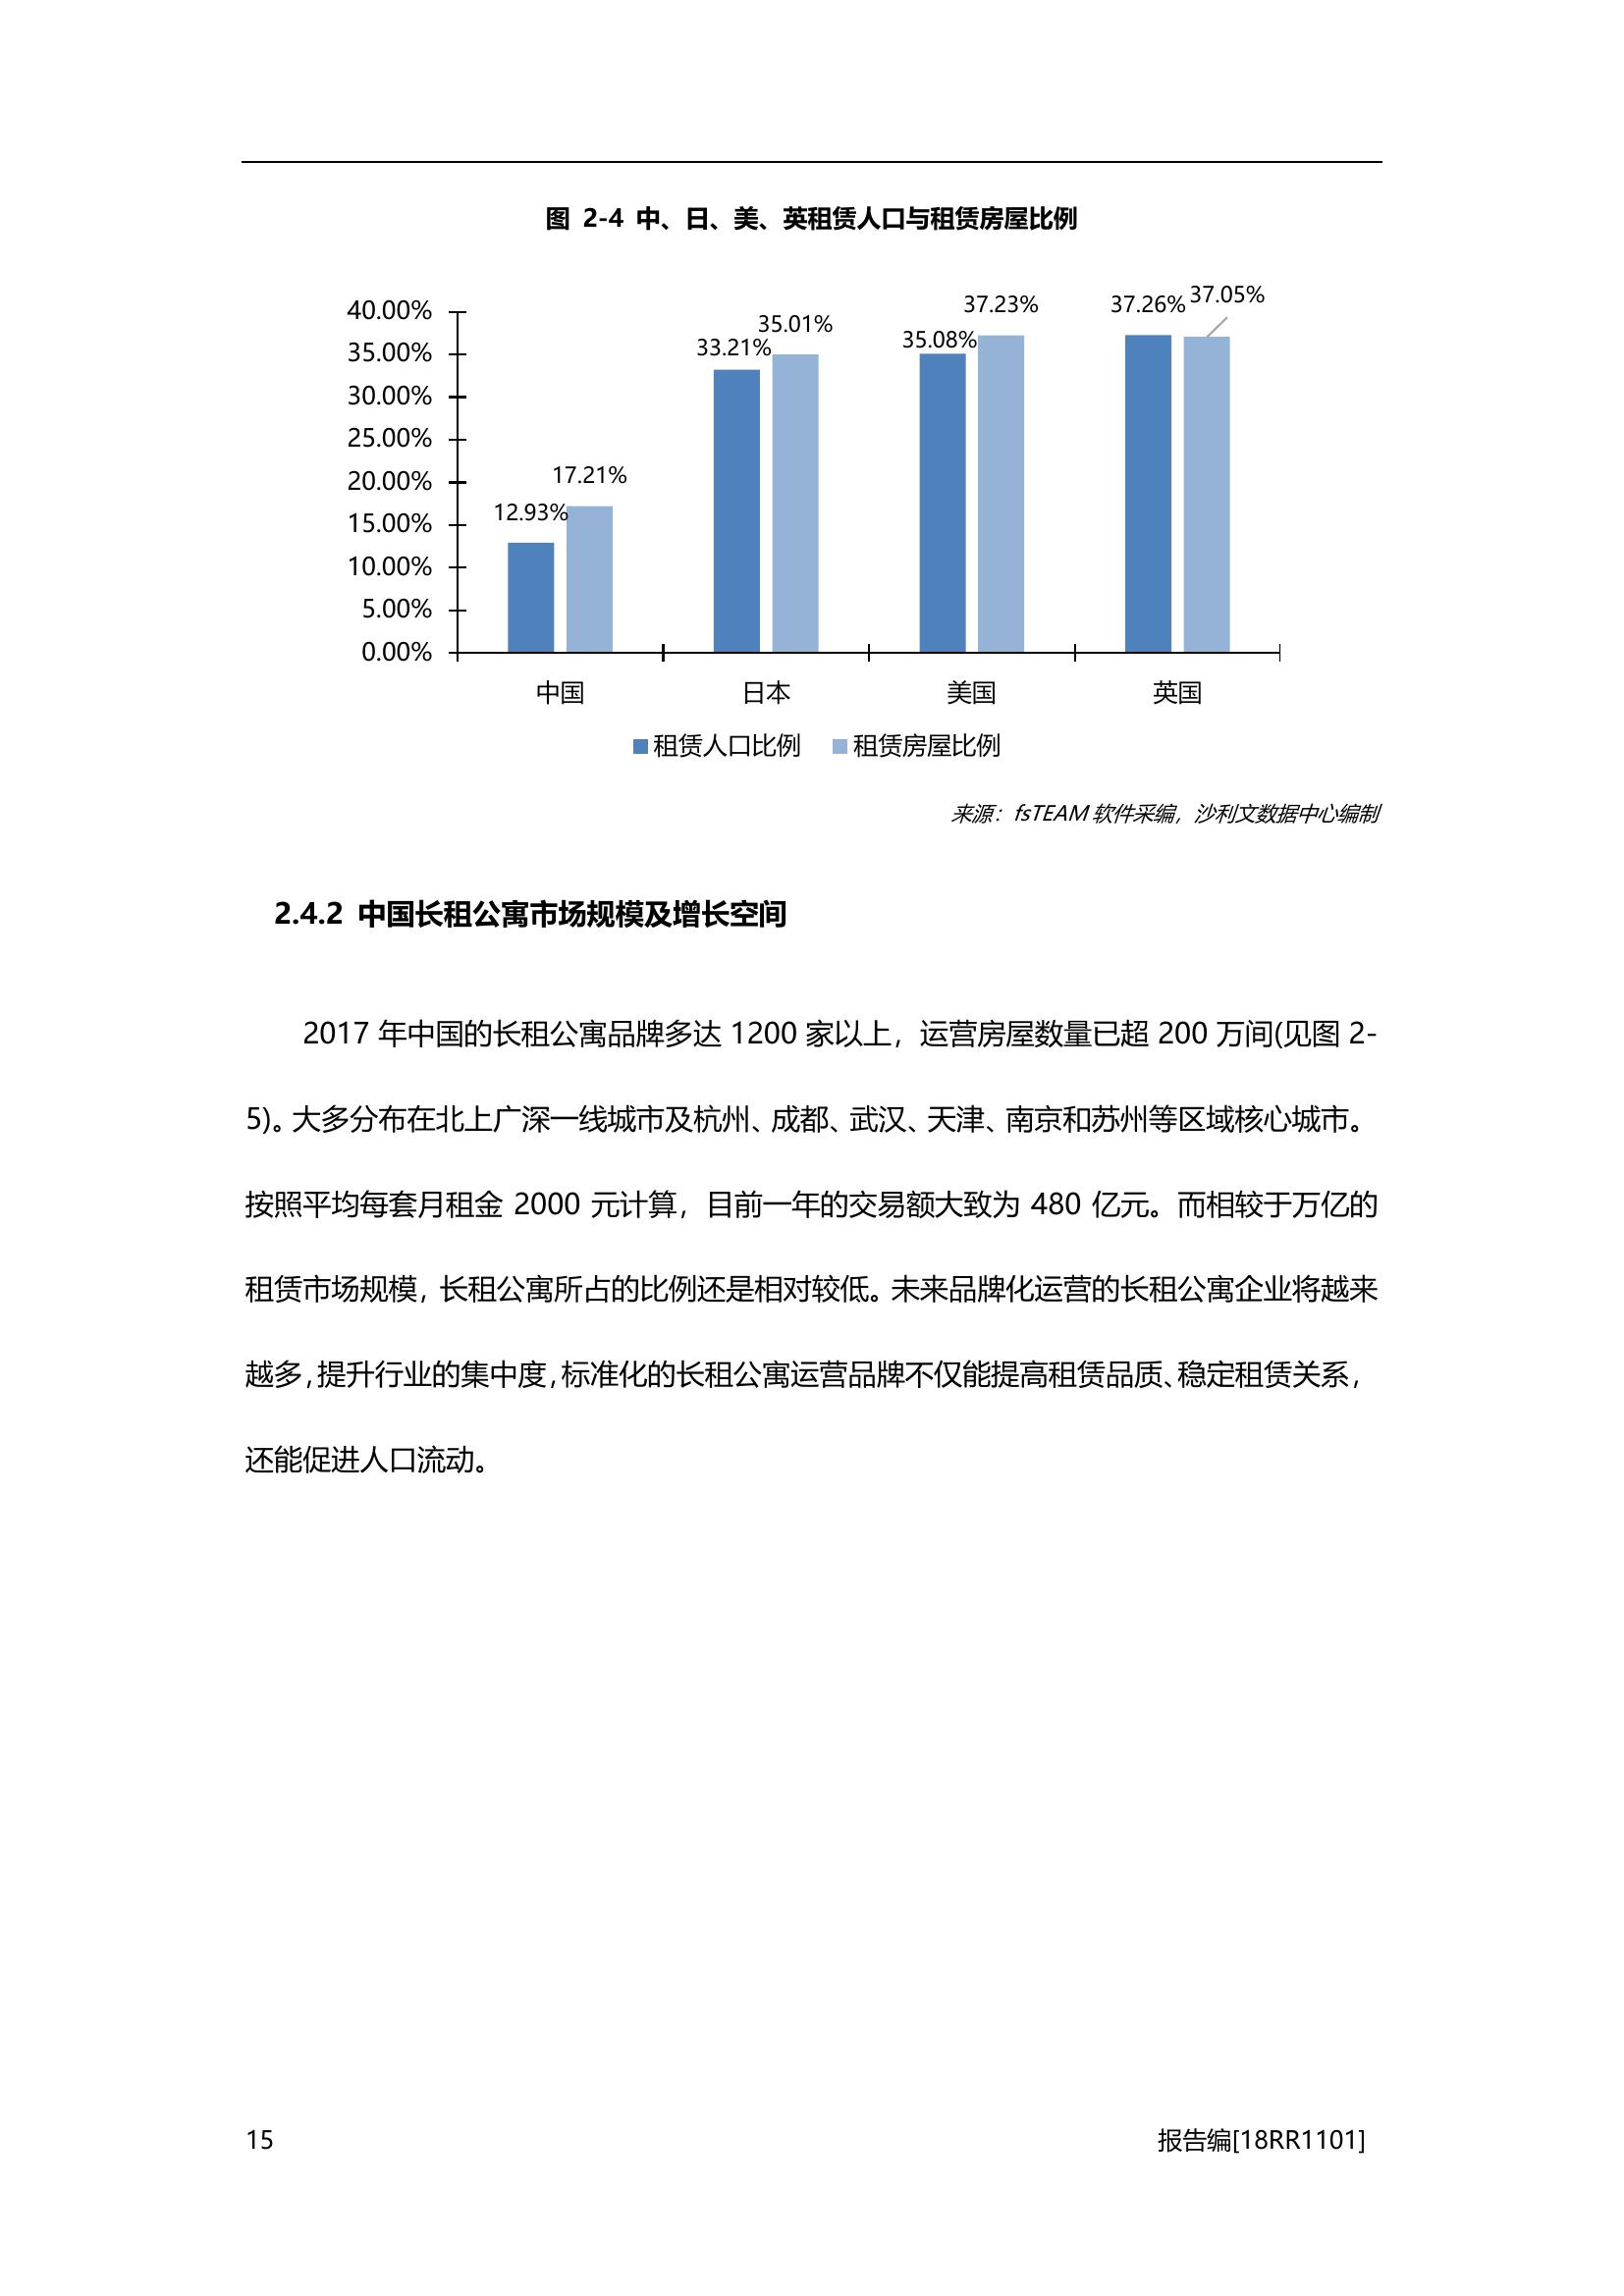 图 2-4 中、日、美、英租赁人口与租赁房屋比例
40.00%
35.00%
30.00%
25.00%
20.00%
15.00%
10.00%
5.00%
0.00%
12.93%
17.21%
33.21%
35.01%
35.08%
37.23%
37.26%
37.05%
中国
日本
美国
英国
租赁人口比例
租赁房屋比例
来源：fsTEAM 软件采编，沙利文数据中心编制
2.4.2 中国长租公寓市场规模及增长空间
2017 年中国的长租公寓品牌多达 1200 家以上，运营房屋数量已超 200 万间(见图 2-
5)。大多分布在北上广深一线城市及杭州、成都、武汉、天津、南京和苏州等区域核心城市。
按照平均每套月租金 2000 元计算，目前一年的交易额大致为 480 亿元。而相较于万亿的
租赁市场规模，长租公寓所占的比例还是相对较低。未来品牌化运营的长租公寓企业将越来
越多，提升行业的集中度，标准化的长租公寓运营品牌不仅能提高租赁品质、稳定租赁关系，
还能促进人口流动。
15
报告编[18RR1101]